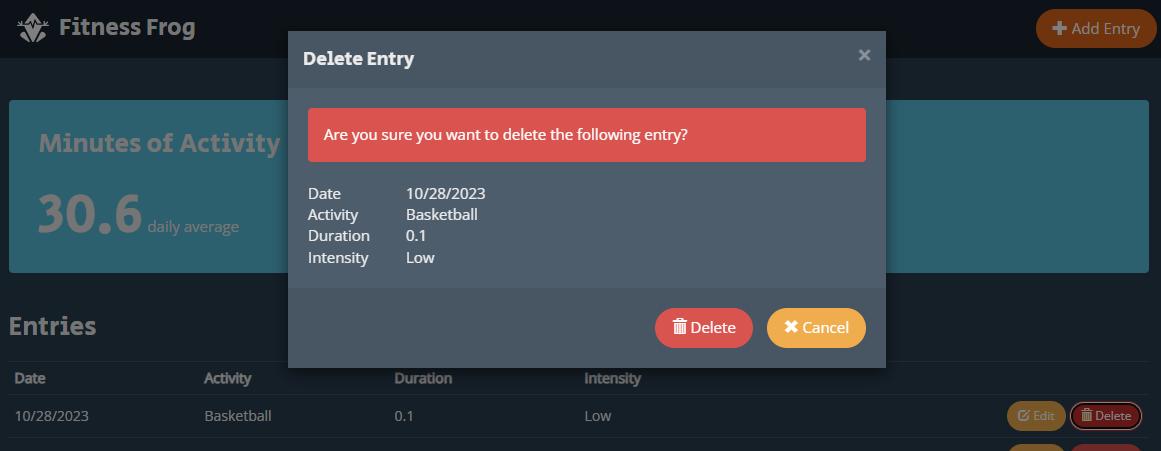 Fitness Frog
Add Entry
Delete Entry
×
Are you sure you want to delete the following entry?
Date 10/28/2023
Activity Basketball
Duration 0.1
Intensity Low
Delete Cancel
Minutes of Activity
30.6 daily average
Entries
Date Activity Duration Intensity
10/28/2023 Basketball 0.1 Low Edit Delete